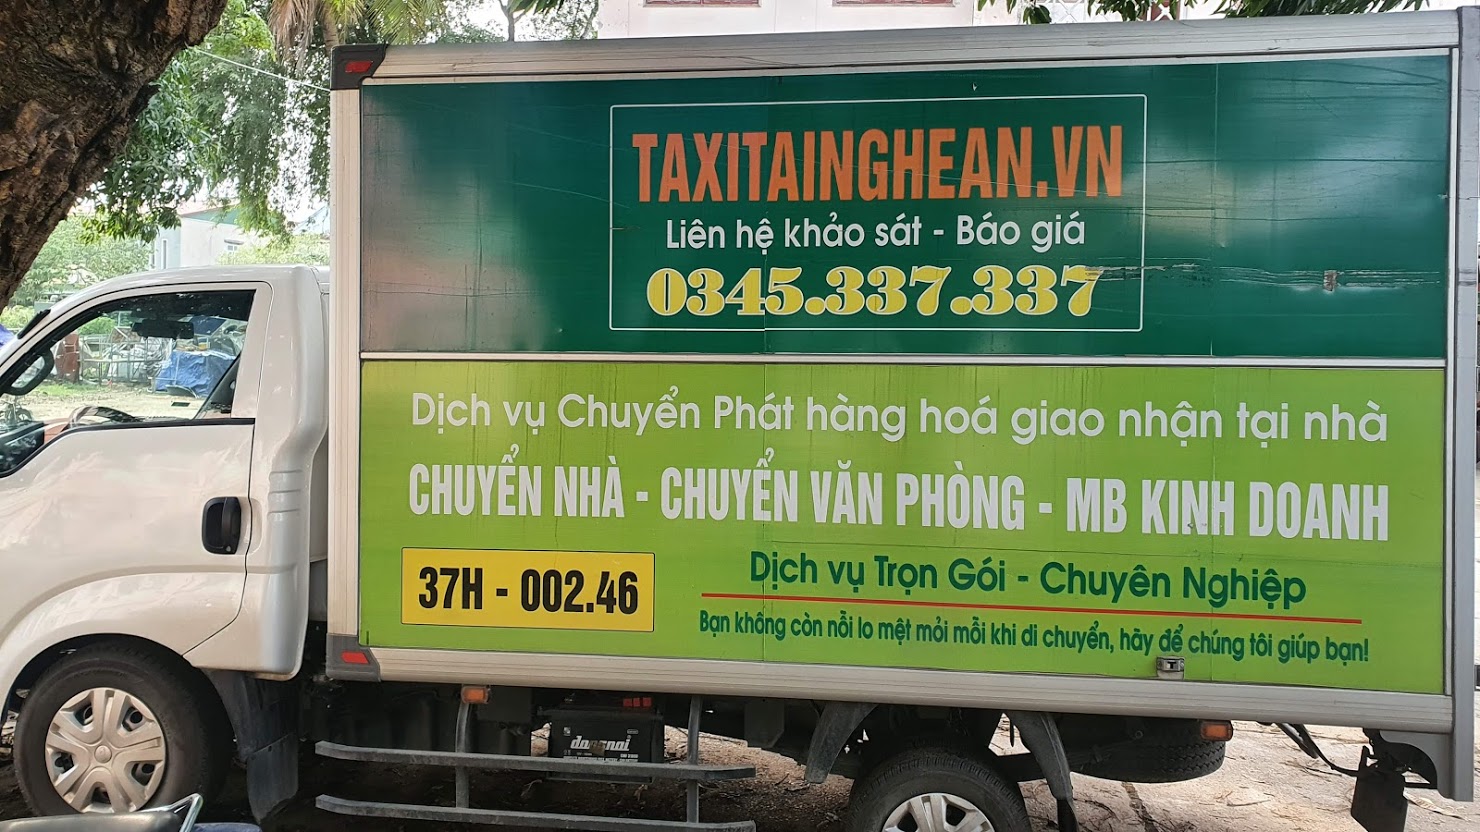 TAXITAINGHEAN.VN
Liên hệ khảo sát - Báo giá
0345.337.337
Dịch vụ Chuyển Phát hàng hoá giao nhận tại nhà
CHUYỂN NHÀ - CHUYỂN VĂN PHÒNG - MB KINH DOANH
37H - 002.46
Dịch vụ Trọn Gói - Chuyên Nghiệp
Bạn không còn nỗi lo mệt mỏi mỗi khi di chuyển, hãy để chúng tôi giúp bạn!
dongnai